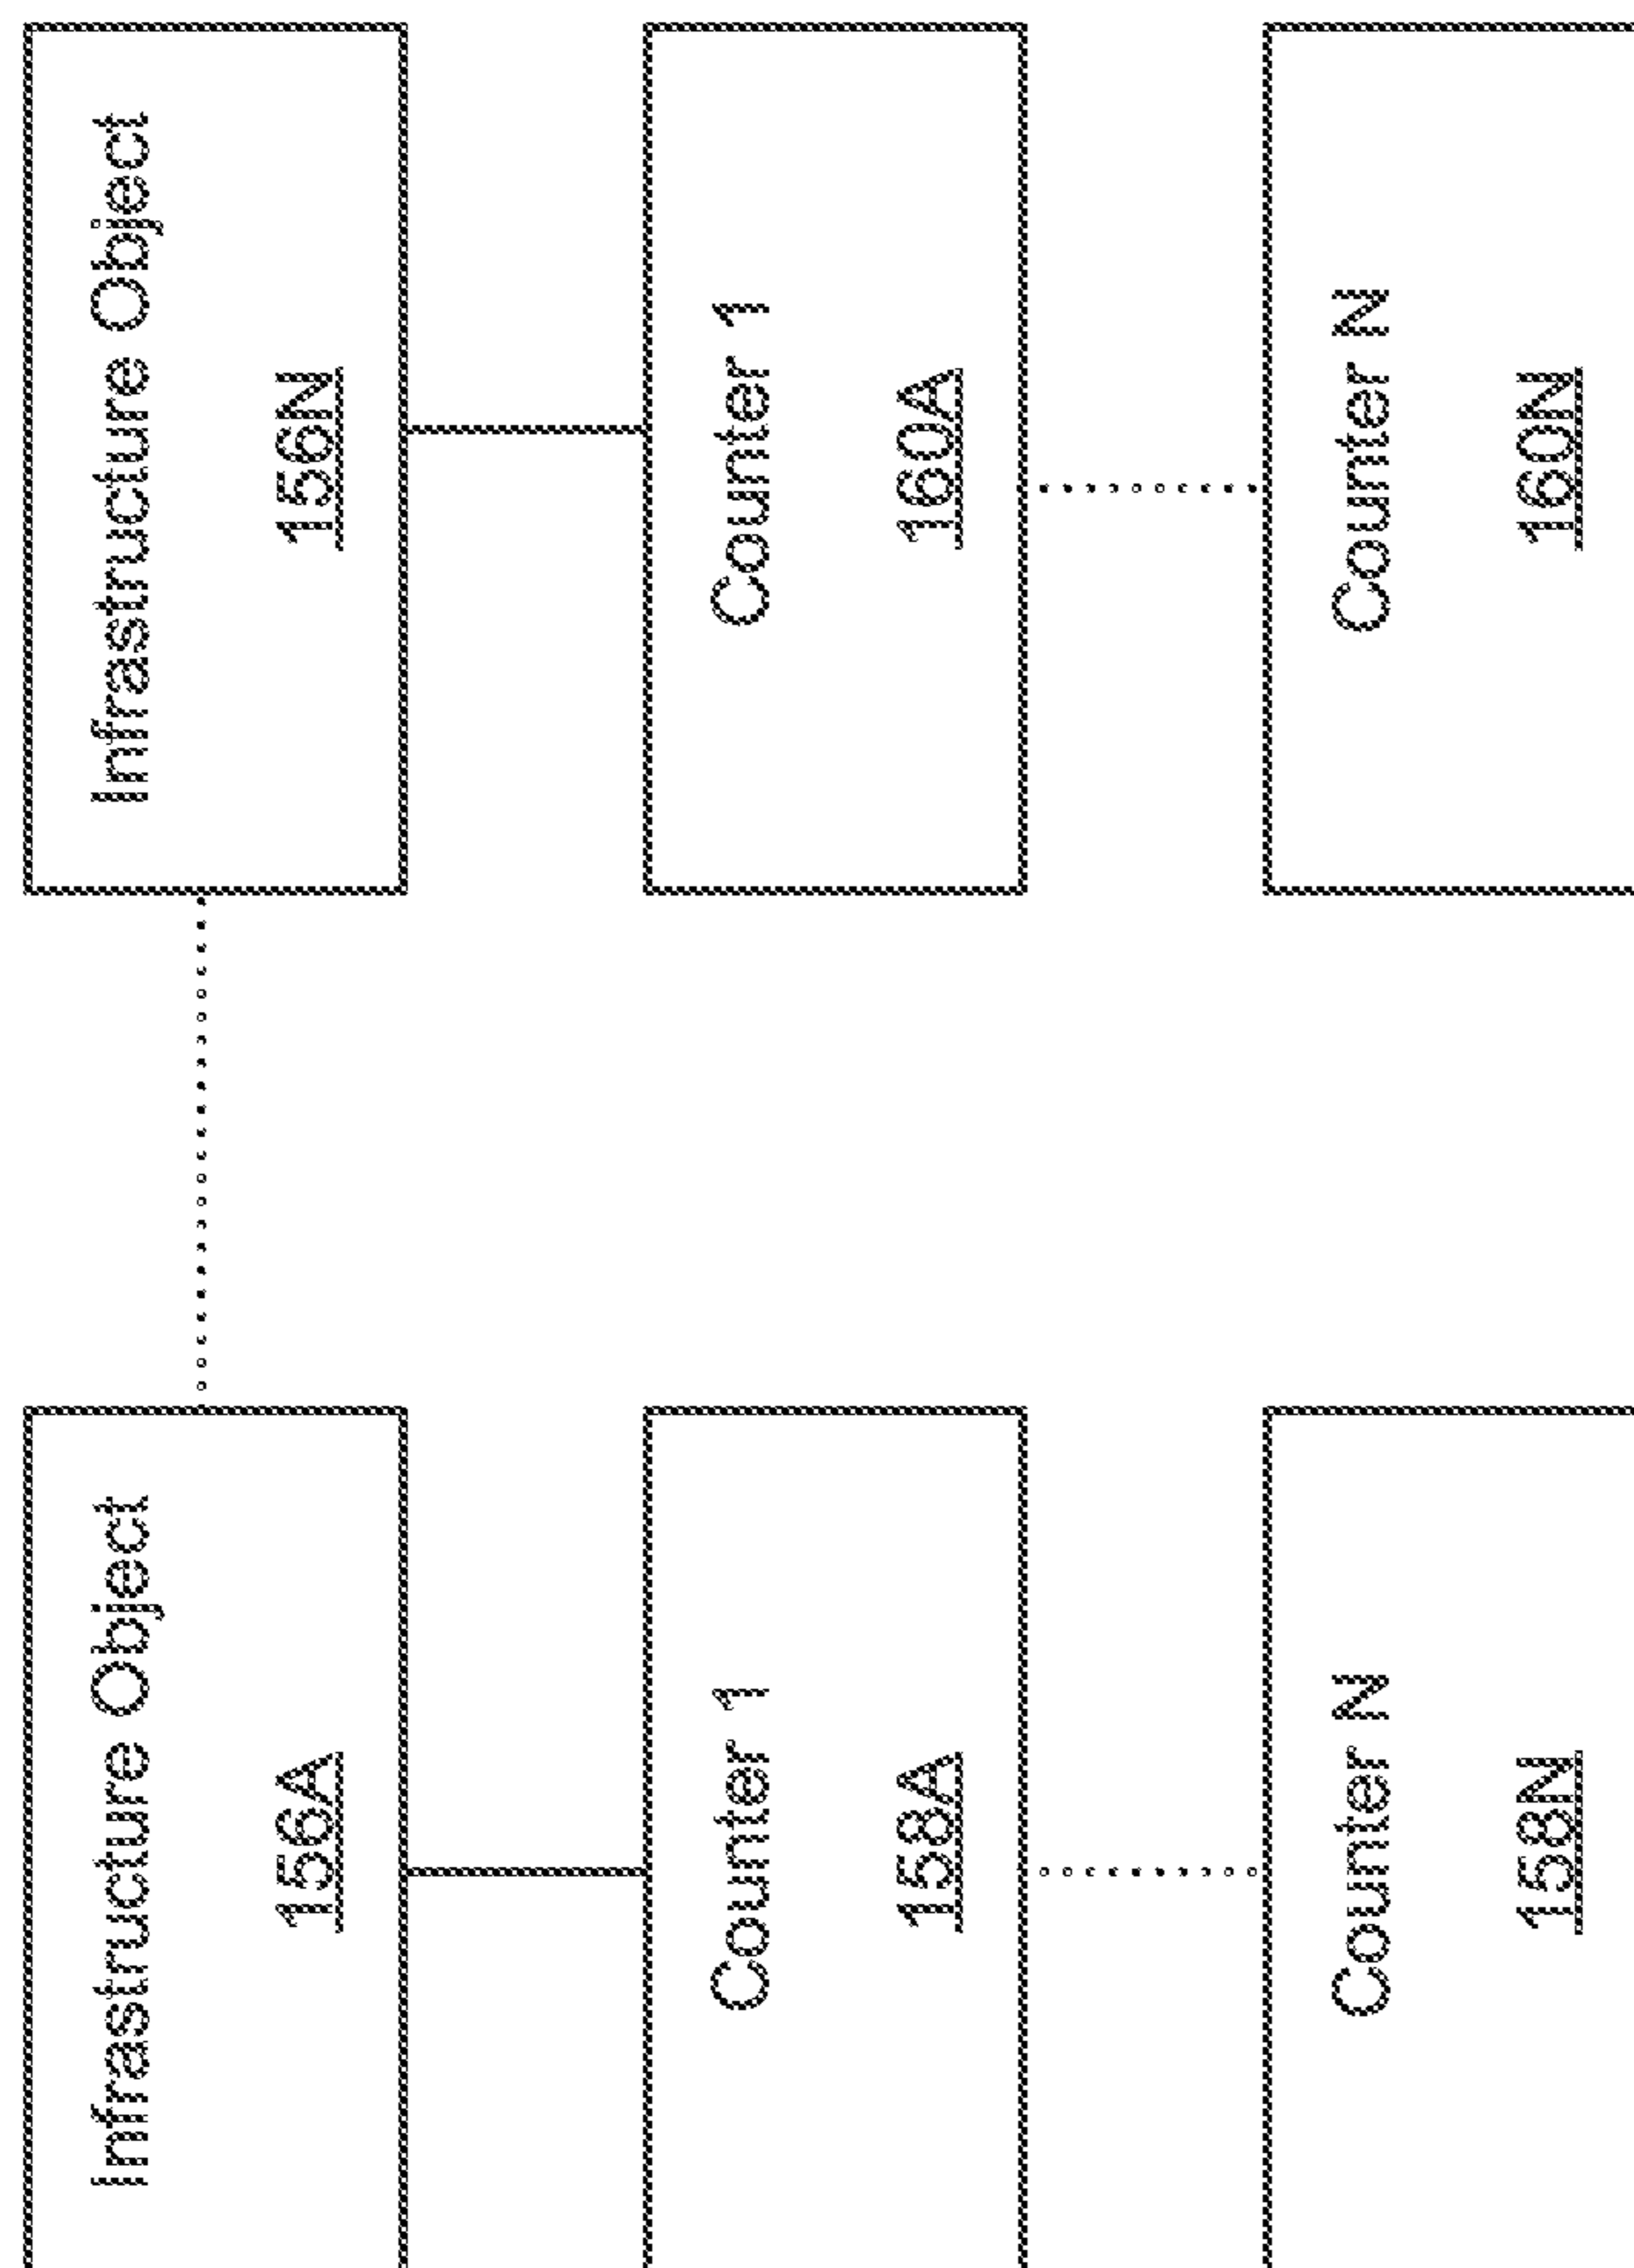 Infrastructure Object
156A
Infrastructure Object
156N
Counter 1
158A
Counter 1
160A
Counter N
158N
Counter N
160N